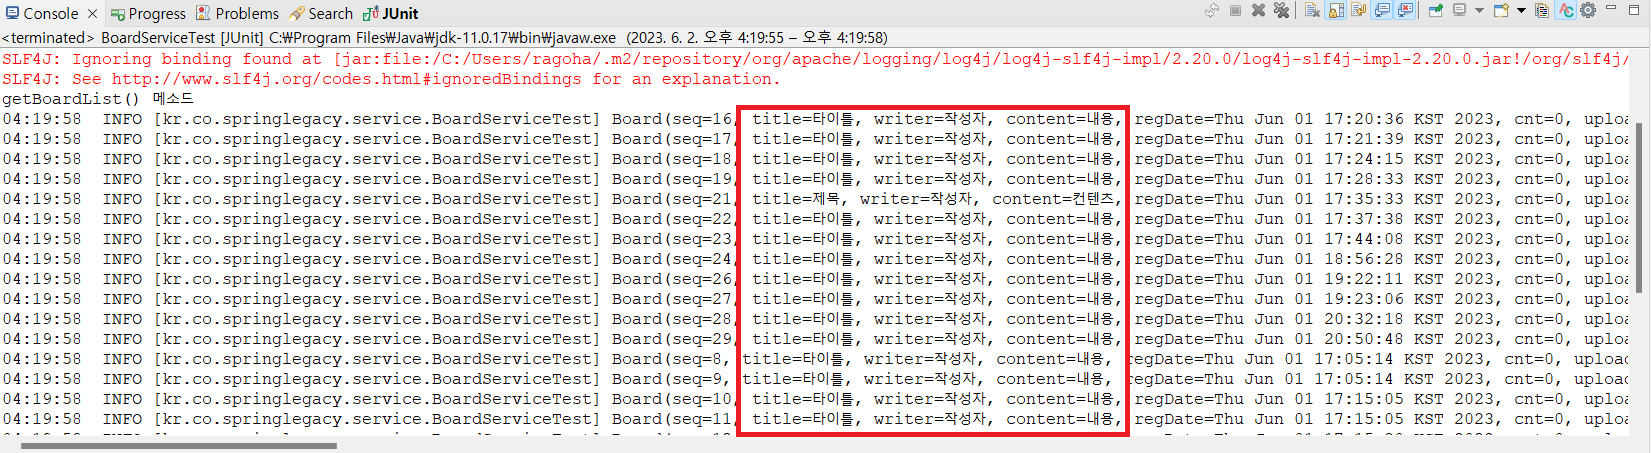 Console Progress Problems Search JUnit
<terminated> BoardServiceTest [JUnit] C:₩Program Files₩Java₩jdk-11.0.17₩bin₩javaw.exe (2023. 6. 2. 오후 4:19:55 – 오후 4:19:58)
SLF4J: Ignoring binding found at [jar:file:/C:/Users/ragoha/.m2/repository/org/apache/logging/log4j/log4j-slf4j-impl/2.20.0/log4j-slf4j-impl-2.20.0.jar!/org/slf4j/
SLF4J: See http://www.slf4j.org/codes.html#ignoredBindings for an explanation.
getBoardList() 메소드
04:19:58 INFO [kr.co.springlegacy.service.BoardServiceTest] Board(seq=16, title=타이틀, writer=작성자, content=내용, regDate=Thu Jun 01 17:20:36 KST 2023, cnt=0, uploa
04:19:58 INFO [kr.co.springlegacy.service.BoardServiceTest] Board(seq=17, title=타이틀, writer=작성자, content=내용, regDate=Thu Jun 01 17:21:39 KST 2023, cnt=0, uploa
04:19:58 INFO [kr.co.springlegacy.service.BoardServiceTest] Board(seq=18, title=타이틀, writer=작성자, content=내용, regDate=Thu Jun 01 17:24:15 KST 2023, cnt=0, uploa
04:19:58 INFO [kr.co.springlegacy.service.BoardServiceTest] Board(seq=19, title=타이틀, writer=작성자, content=내용, regDate=Thu Jun 01 17:28:33 KST 2023, cnt=0, uploa
04:19:58 INFO [kr.co.springlegacy.service.BoardServiceTest] Board(seq=21, title=제목, writer=작성자, content=컨텐츠, regDate=Thu Jun 01 17:35:33 KST 2023, cnt=0, uploa
04:19:58 INFO [kr.co.springlegacy.service.BoardServiceTest] Board(seq=22, title=타이틀, writer=작성자, content=내용, regDate=Thu Jun 01 17:37:38 KST 2023, cnt=0, uploa
04:19:58 INFO [kr.co.springlegacy.service.BoardServiceTest] Board(seq=23, title=타이틀, writer=작성자, content=내용, regDate=Thu Jun 01 17:44:08 KST 2023, cnt=0, uploa
04:19:58 INFO [kr.co.springlegacy.service.BoardServiceTest] Board(seq=24, title=타이틀, writer=작성자, content=내용, regDate=Thu Jun 01 18:56:28 KST 2023, cnt=0, uploa
04:19:58 INFO [kr.co.springlegacy.service.BoardServiceTest] Board(seq=26, title=타이틀, writer=작성자, content=내용, regDate=Thu Jun 01 19:22:11 KST 2023, cnt=0, uploa
04:19:58 INFO [kr.co.springlegacy.service.BoardServiceTest] Board(seq=27, title=타이틀, writer=작성자, content=내용, regDate=Thu Jun 01 19:23:06 KST 2023, cnt=0, uploa
04:19:58 INFO [kr.co.springlegacy.service.BoardServiceTest] Board(seq=28, title=타이틀, writer=작성자, content=내용, regDate=Thu Jun 01 20:32:18 KST 2023, cnt=0, uploa
04:19:58 INFO [kr.co.springlegacy.service.BoardServiceTest] Board(seq=29, title=타이틀, writer=작성자, content=내용, regDate=Thu Jun 01 20:50:48 KST 2023, cnt=0, uploa
04:19:58 INFO [kr.co.springlegacy.service.BoardServiceTest] Board(seq=8, title=타이틀, writer=작성자, content=내용, regDate=Thu Jun 01 17:05:14 KST 2023, cnt=0, uploa
04:19:58 INFO [kr.co.springlegacy.service.BoardServiceTest] Board(seq=9, title=타이틀, writer=작성자, content=내용, regDate=Thu Jun 01 17:05:14 KST 2023, cnt=0, uploa
04:19:58 INFO [kr.co.springlegacy.service.BoardServiceTest] Board(seq=10, title=타이틀, writer=작성자, content=내용, regDate=Thu Jun 01 17:15:05 KST 2023, cnt=0, uploa
04:19:58 INFO [kr.co.springlegacy.service.BoardServiceTest] Board(seq=11, title=타이틀, writer=작성자, content=내용, regDate=Thu Jun 01 17:15:05 KST 2023, cnt=0, uploa